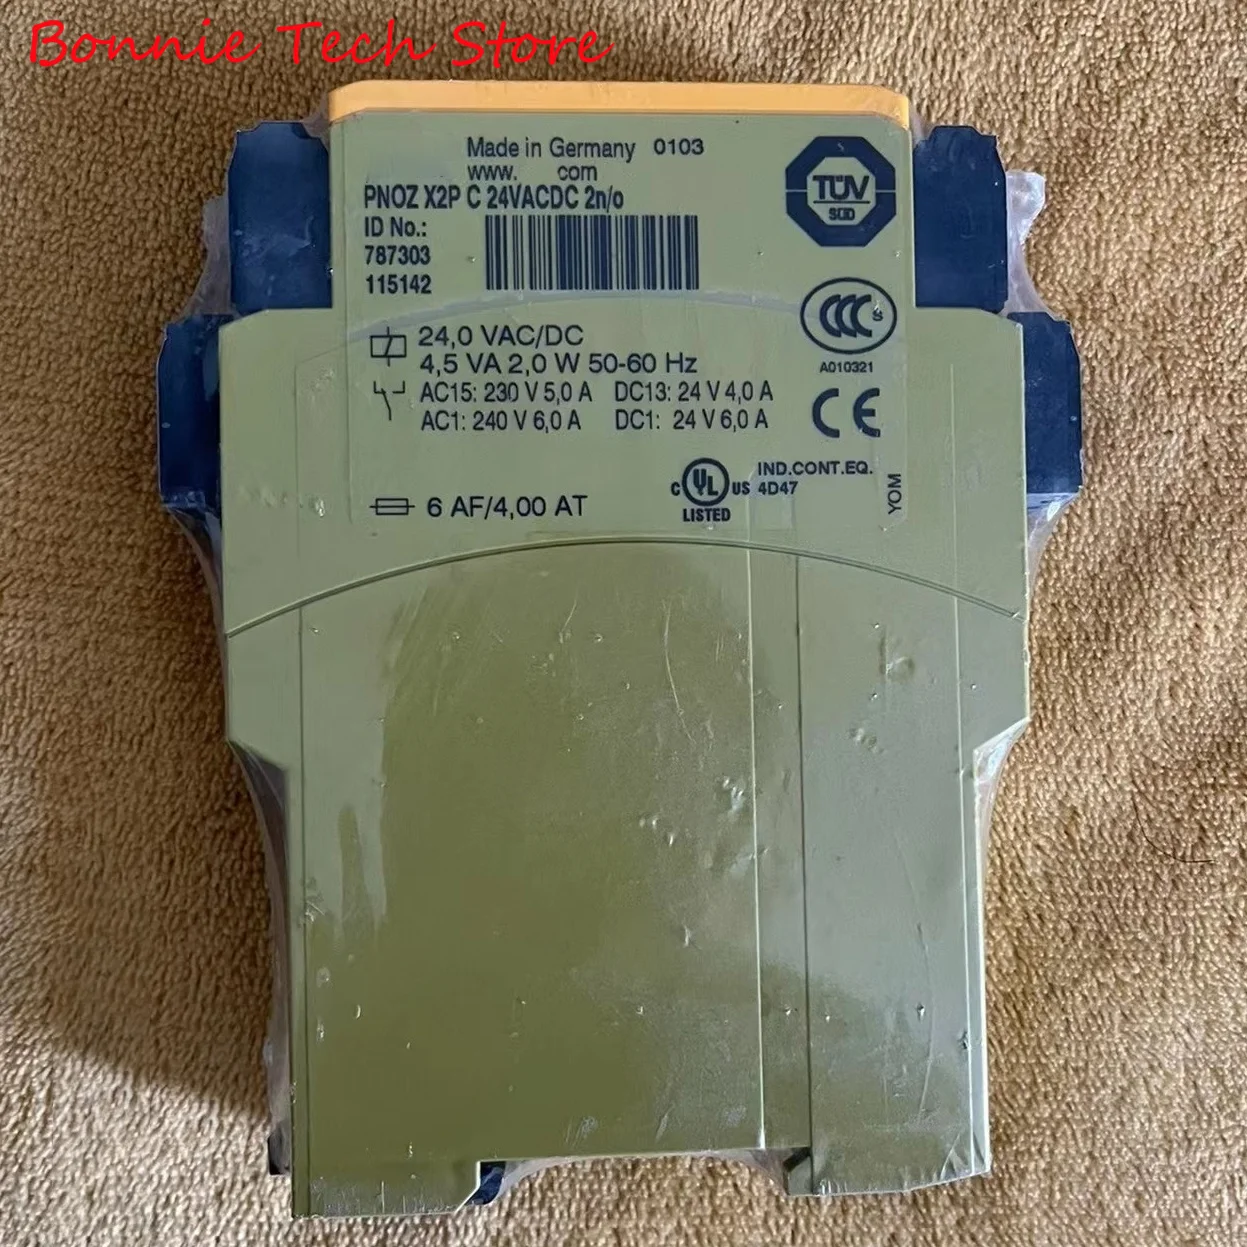 Bonnie Tech Store
Made in Germany 0103
www. com
PNOZ X2P C 24VACDC 2n/o
ID No.:
787303
115142
TÜV
SÜD
CCC S
A010321
24,0 VAC/DC
4,5 VA 2,0 W 50-60 Hz
AC15: 230 V 5,0 A DC13: 24 V 4,0 A
AC1: 240 V 6,0 A DC1: 24 V 6,0 A
CE
6 AF/4,00 AT
C UL US
LISTED
IND.CONT.EQ.
4D47
YOM